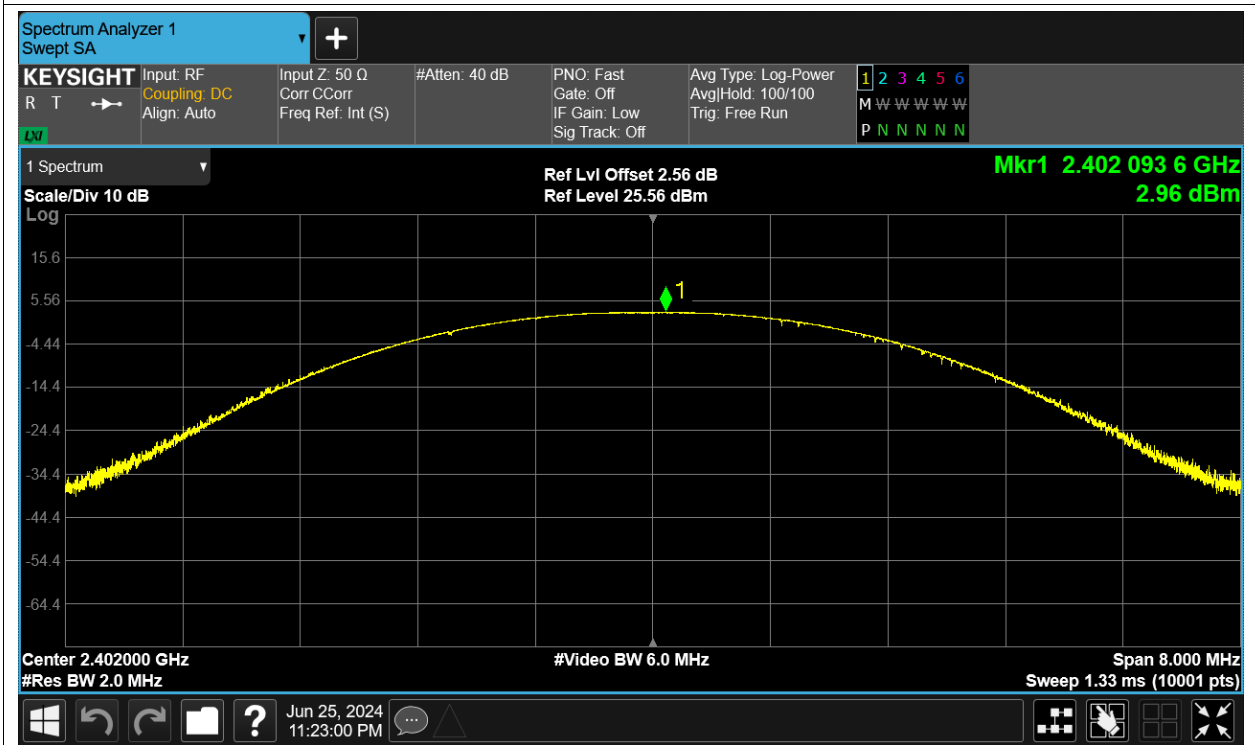 Spectrum Analyzer 1
Swept SA
KEYSIGHT
R T
LXI
Input: RF
Coupling: DC
Align: Auto
Input Z: 50 Ω
Corr CCorr
Freq Ref: Int (S)
#Atten: 40 dB
PNO: Fast
Gate: Off
IF Gain: Low
Sig Track: Off
Avg Type: Log-Power
Avg|Hold: 100/100
Trig: Free Run
1 2 3 4 5 6
M W W W W W
P N N N N N
1 Spectrum
Scale/Div 10 dB
Log
Ref Lvl Offset 2.56 dB
Ref Level 25.56 dBm
Mkr1 2.402 093 6 GHz
2.96 dBm
15.6
5.56
-4.44
-14.4
-24.4
-34.4
-44.4
-54.4
-64.4
1
Center 2.402000 GHz
#Res BW 2.0 MHz
#Video BW 6.0 MHz
Span 8.000 MHz
Sweep 1.33 ms (10001 pts)
?
Jun 25, 2024
11:23:00 PM